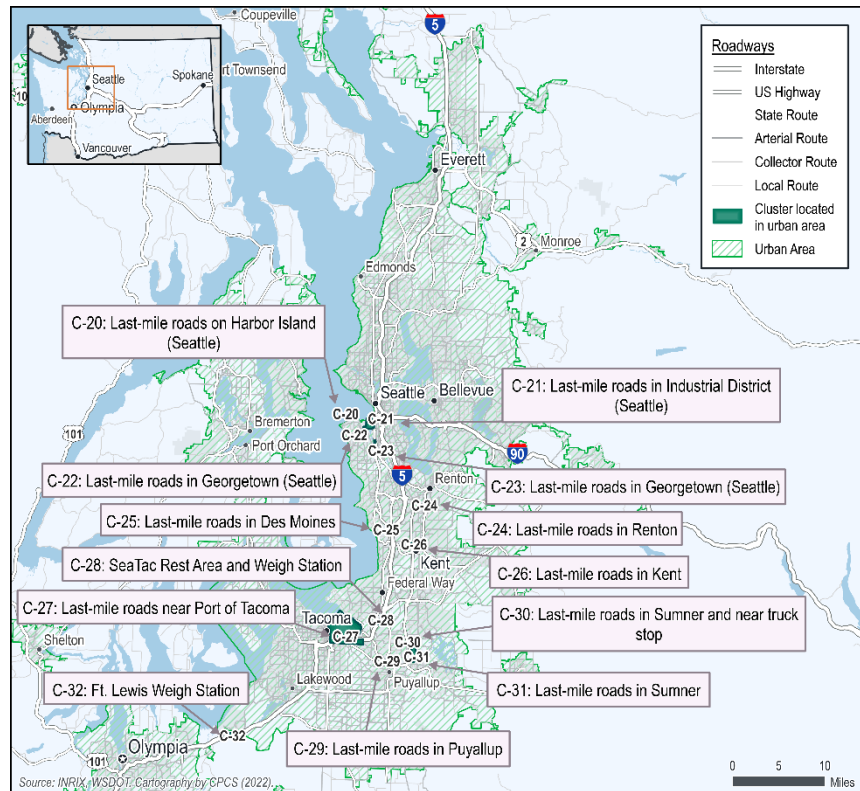 Coupeville
5
rt Townsend
10
Seattle
Spokane
Olympia
Aberdeen
Vancouver
Roadways
Interstate
US Highway
State Route
Arterial Route
Collector Route
Local Route
Cluster located
in urban area
Urban Area
Everett
2
Monroe
Edmonds
C-20: Last-mile roads on Harbor Island
(Seattle)
Seattle
Bellevue
C-21: Last-mile roads in Industrial District
(Seattle)
C-20
C-21
C-22
C-23
101
Bremerton
Port Orchard
90
5
Renton
C-22: Last-mile roads in Georgetown (Seattle)
C-23: Last-mile roads in Georgetown (Seattle)
C-24
C-25: Last-mile roads in Des Moines
C-25
C-24: Last-mile roads in Renton
C-26
Kent
C-28: SeaTac Rest Area and Weigh Station
C-26: Last-mile roads in Kent
Federal Way
C-27: Last-mile roads near Port of Tacoma
C-28
Tacoma
C-27
C-30: Last-mile roads in Sumner and near truck
stop
C-30
C-29
C-31
Shelton
Lakewood
Puyallup
C-32: Ft. Lewis Weigh Station
C-31: Last-mile roads in Sumner
C-32
C-29: Last-mile roads in Puyallup
Olympia
101
Source: INRIX, WSDOT. Cartography by CPCS (2022).
0 5 10
Miles